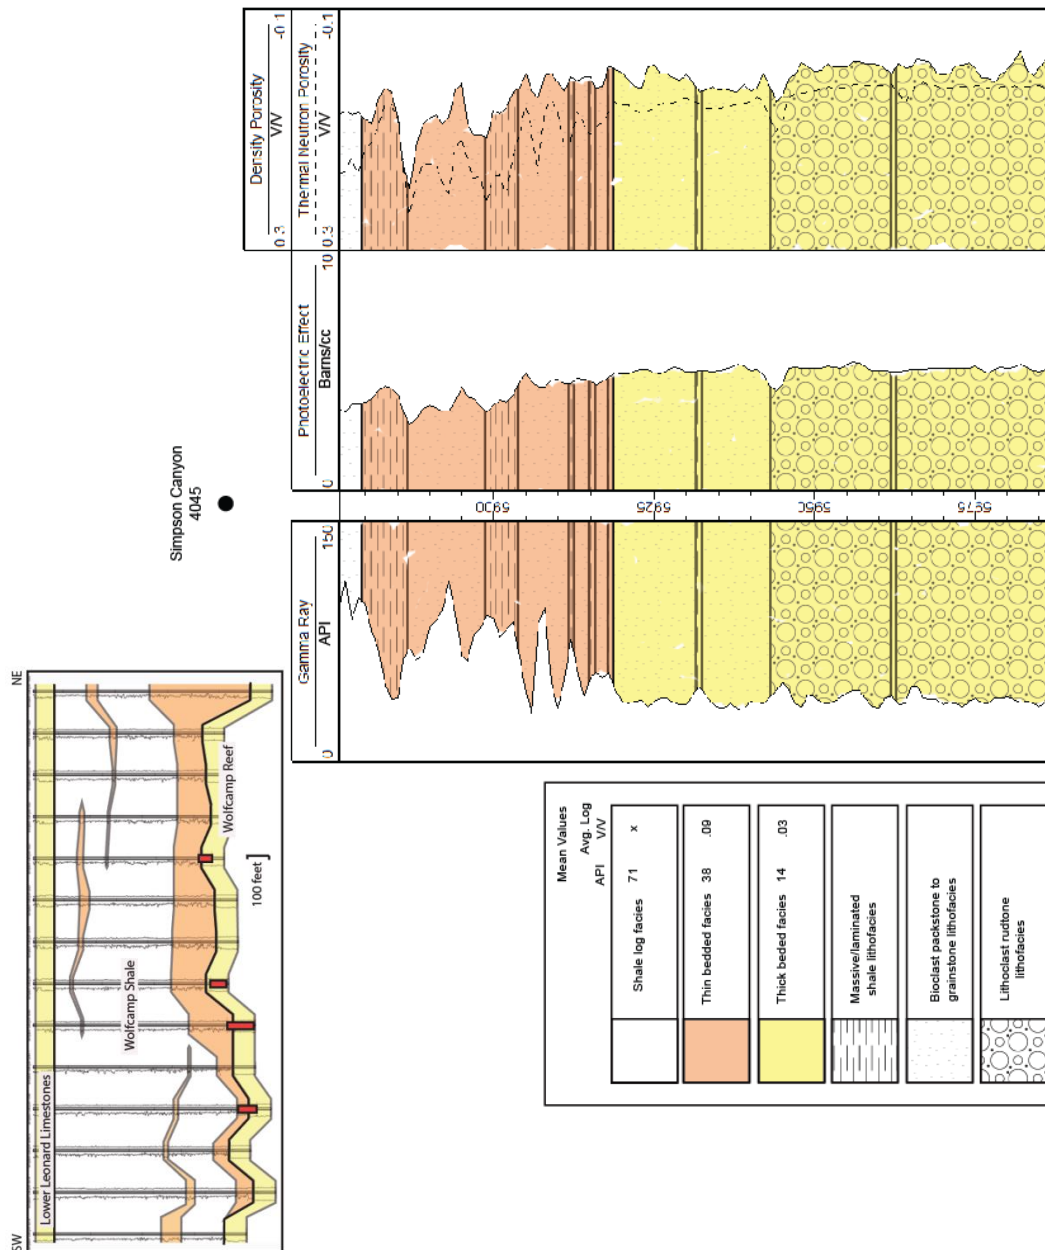 Simpson Canyon
4045
Density Porosity
0.3 V/V -0.1
Thermal Neutron Porosity
0.3 V/V -0.1
Photoelectric Effect
0 Barns/cc 10
5900
5925
5950
5975
Gamma Ray
0 API 150
SW
NE
Lower Leonard Limestones
Wolfcamp Shale
Wolfcamp Reef
100 feet
Mean Values
Avg. Log
API V/V
Shale log facies 71 x
Thin bedded facies 38 .09
Thick beded facies 14 .03
Massive/laminated
shale lithofacies
Bioclast packstone to
grainstone lithofacies
Lithoclast rudtone
lithofacies